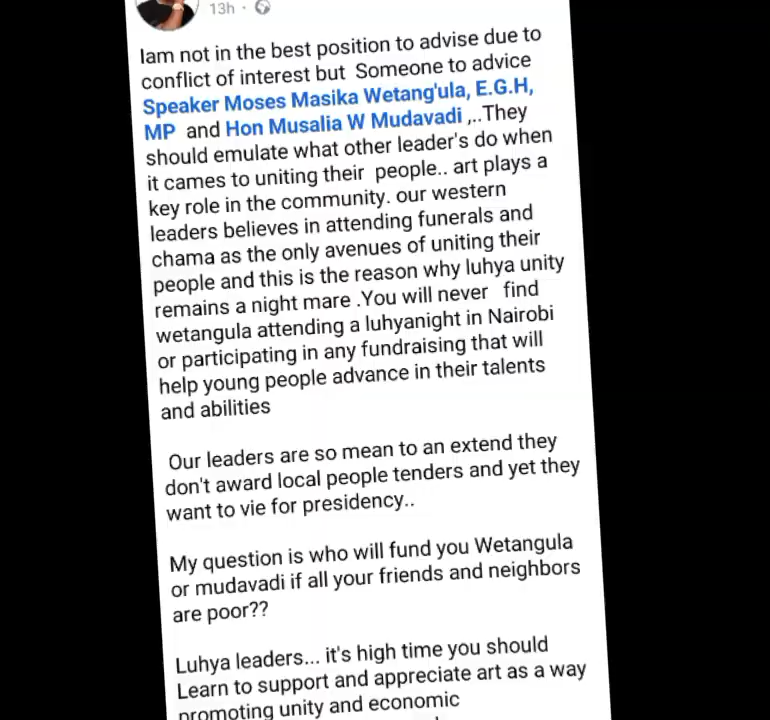 13h ·
Iam not in the best position to advise due to
conflict of interest but Someone to advice
Speaker Moses Masika Wetang'ula, E.G.H,
MP and Hon Musalia W Mudavadi ,..They
should emulate what other leader's do when
it cames to uniting their people.. art plays a
key role in the community. our western
leaders believes in attending funerals and
chama as the only avenues of uniting their
people and this is the reason why luhya unity
remains a night mare .You will never find
wetangula attending a luhyanight in Nairobi
or participating in any fundraising that will
help young people advance in their talents
and abilities
Our leaders are so mean to an extend they
don't award local people tenders and yet they
want to vie for presidency..
My question is who will fund you Wetangula
or mudavadi if all your friends and neighbors
are poor??
Luhya leaders... it's high time you should
Learn to support and appreciate art as a way
promoting unity and economic